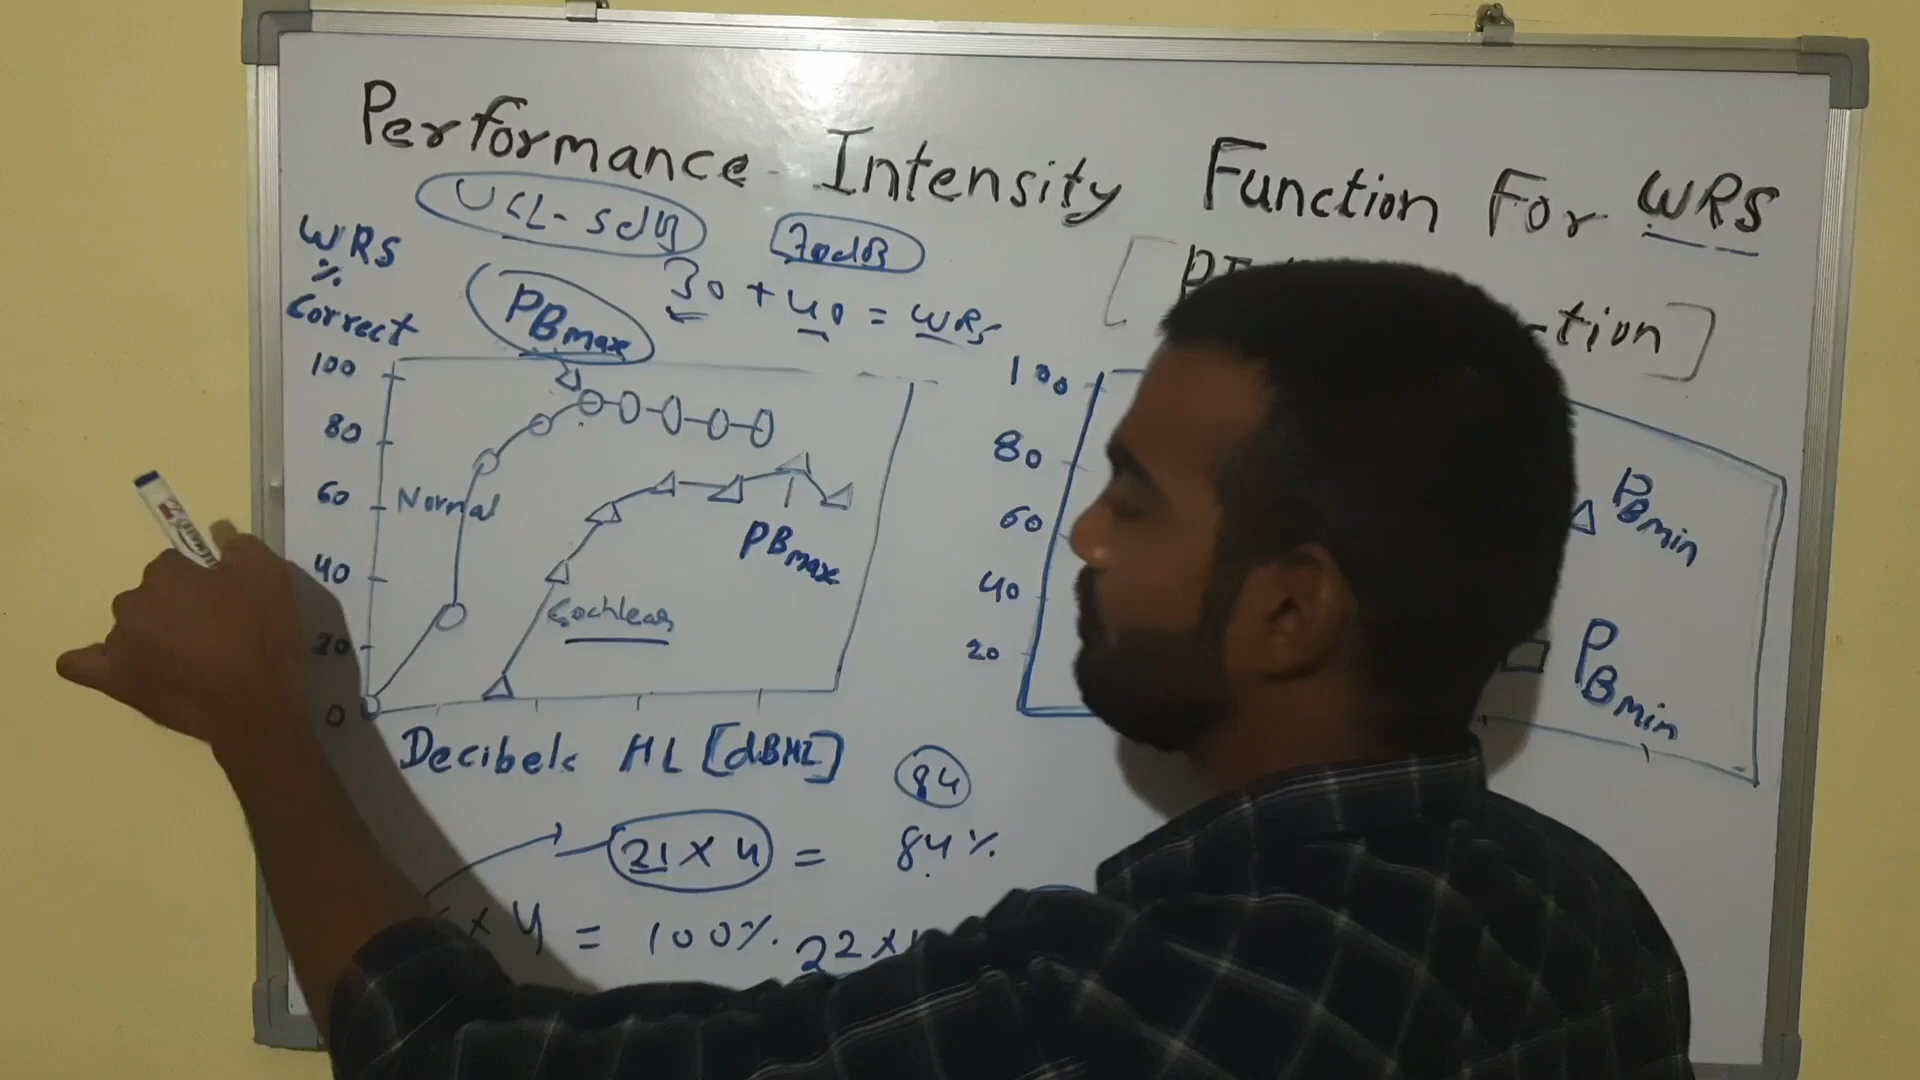 Performance - Intensity Function For WRS
UCL - 5dB
70dB
WRS
%
Correct
30 + 40 = WRS
PBmax
-tion]
100
80
60
40
20
0
Normal
Cochlear
PBmax
Decibels HL [dBHL]
100
80
60
40
20
PBmin
PBmin
84
21 x 4 = 84%
x 4 = 100%. 22 x